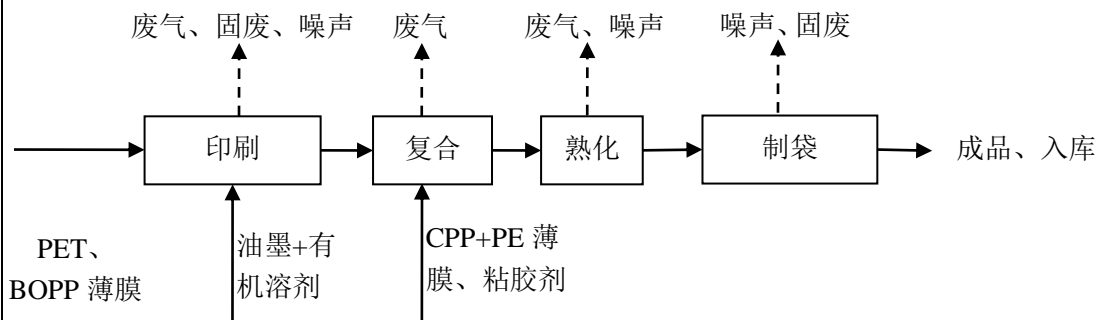 废气、固废、噪声 废气 废气、噪声 噪声、固废
印刷 复合 熟化 制袋 成品、入库
PET、
BOPP 薄膜
油墨+有
机溶剂
CPP+PE 薄
膜、粘胶剂